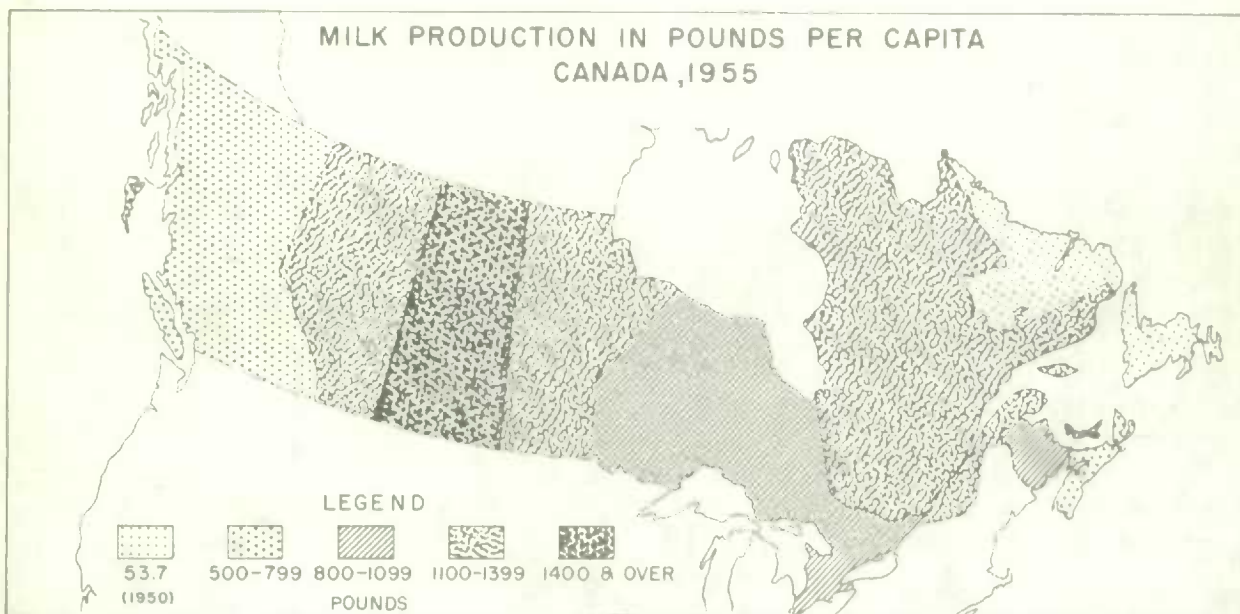 MILK PRODUCTION IN POUNDS PER CAPITA
CANADA, 1955
LEGEND
53.7 500-799 800-1099 1100-1399 1400 & OVER
(1950) POUNDS